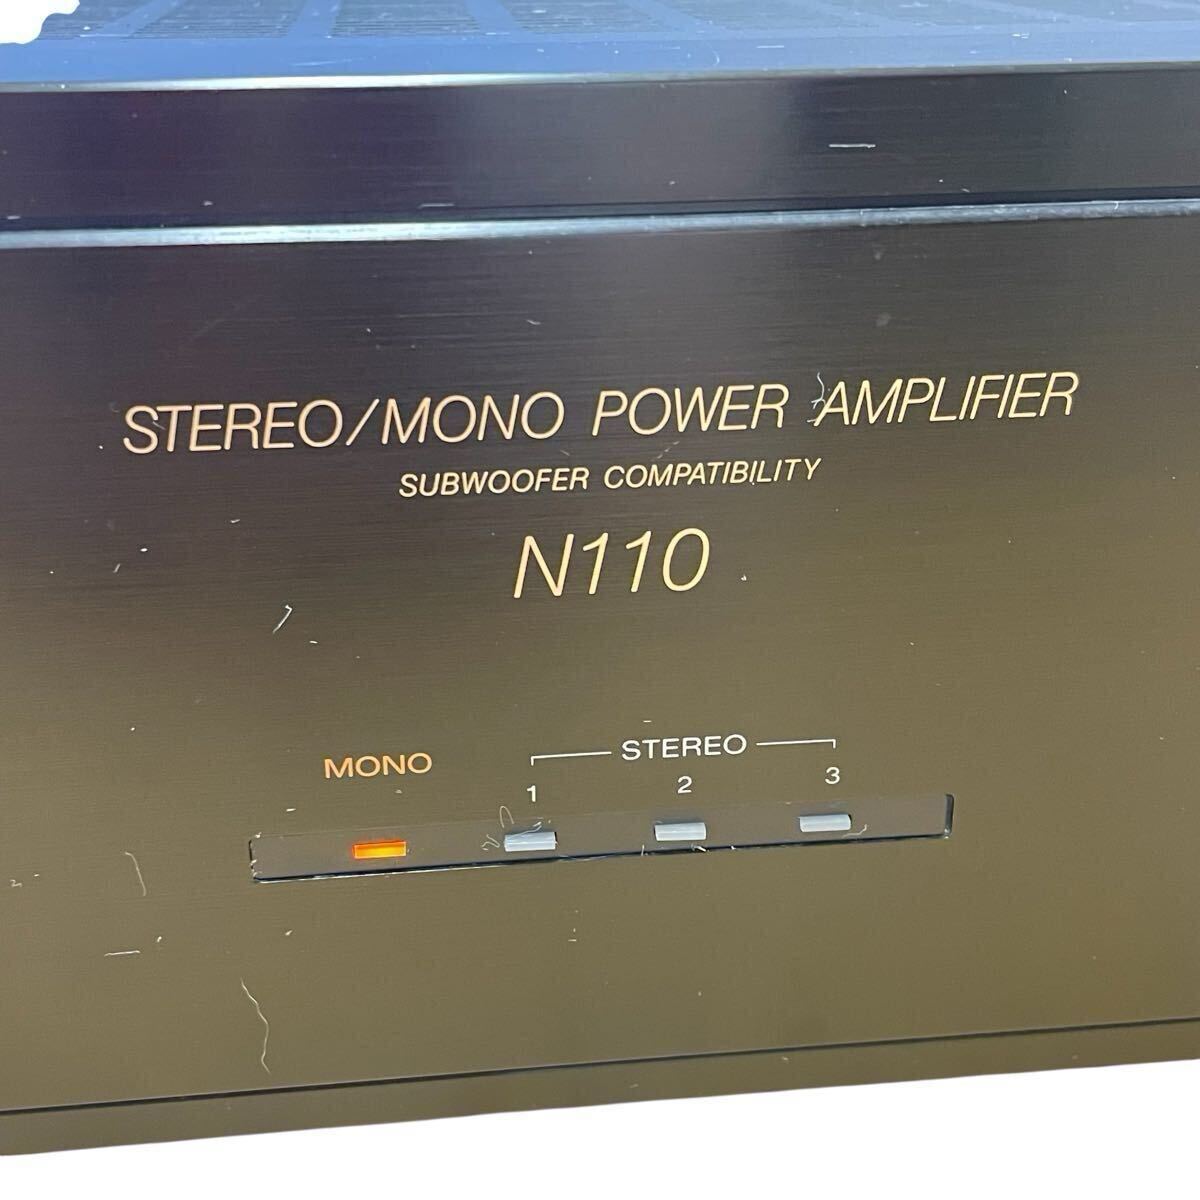 STEREO/MONO POWER AMPLIFIER
SUBWOOFER COMPATIBILITY
N110
MONO
STEREO
1 2 3